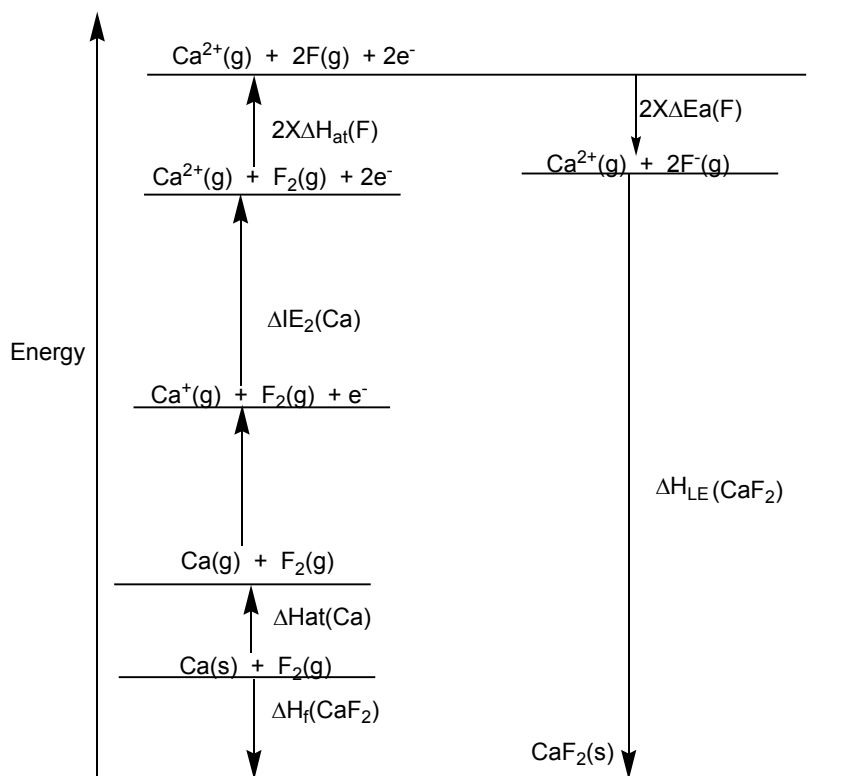 Ca²⁺(g) + 2F(g) + 2e⁻
2XΔEa(F)
2XΔHat(F)
Ca²⁺(g) + 2F⁻(g)
Ca²⁺(g) + F₂(g) + 2e⁻
ΔIE₂(Ca)
Energy
Ca⁺(g) + F₂(g) + e⁻
ΔH_LE(CaF₂)
Ca(g) + F₂(g)
ΔHat(Ca)
Ca(s) + F₂(g)
ΔHf(CaF₂)
CaF₂(s)